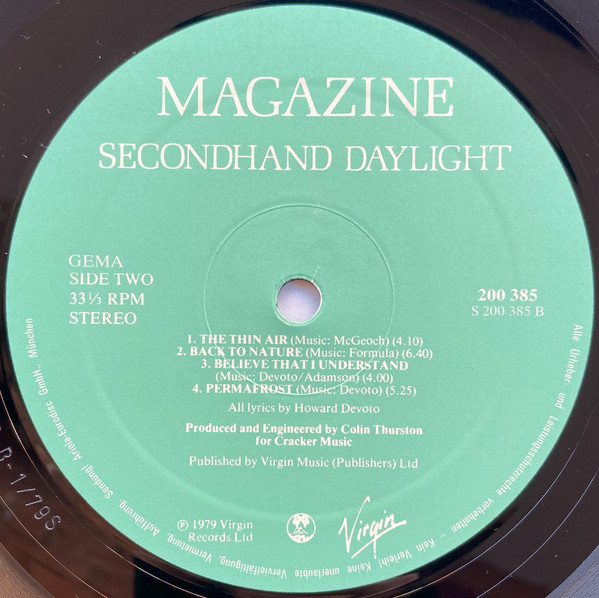 MAGAZINE
SECONDHAND DAYLIGHT
GEMA
SIDE TWO
33⅓ RPM
STEREO
200 385
S 200 385 B
1. THE THIN AIR (Music: McGeoch) (4.10)
2. BACK TO NATURE (Music: Formula) (6.40)
3. BELIEVE THAT I UNDERSTAND
(Music: Devoto/Adamson) (4.00)
4. PERMAFROST (Music: Devoto) (5.25)
All lyrics by Howard Devoto
Produced and Engineered by Colin Thurston
for Cracker Music
Published by Virgin Music (Publishers) Ltd
℗ 1979 Virgin
Records Ltd
Virgin
Alle Urheber- und Leistungsschutzrechte vorbehalten - Kein Verleih! Keine unerlaubte Vervielfältigung, Vermietung, Aufführung, Sendung! Ariola-Eurodisc GmbH., München
B-1/79S